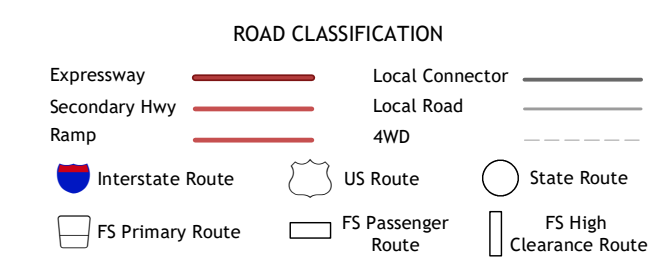 ROAD CLASSIFICATION
Expressway
Local Connector
Secondary Hwy
Local Road
Ramp
4WD
Interstate Route
US Route
State Route
FS Primary Route
FS Passenger
Route
FS High
Clearance Route